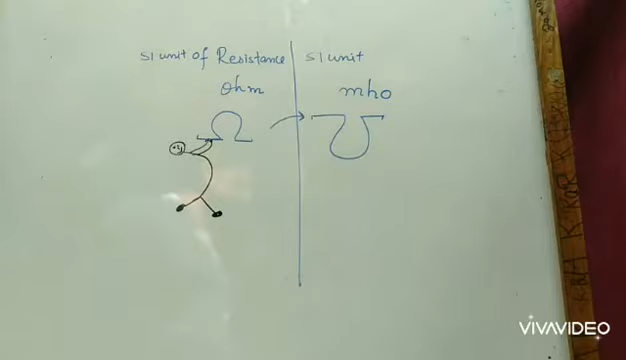 SI unit of Resistance
ohm
Ω
SI unit
mho
℧
VIVAVIDEO